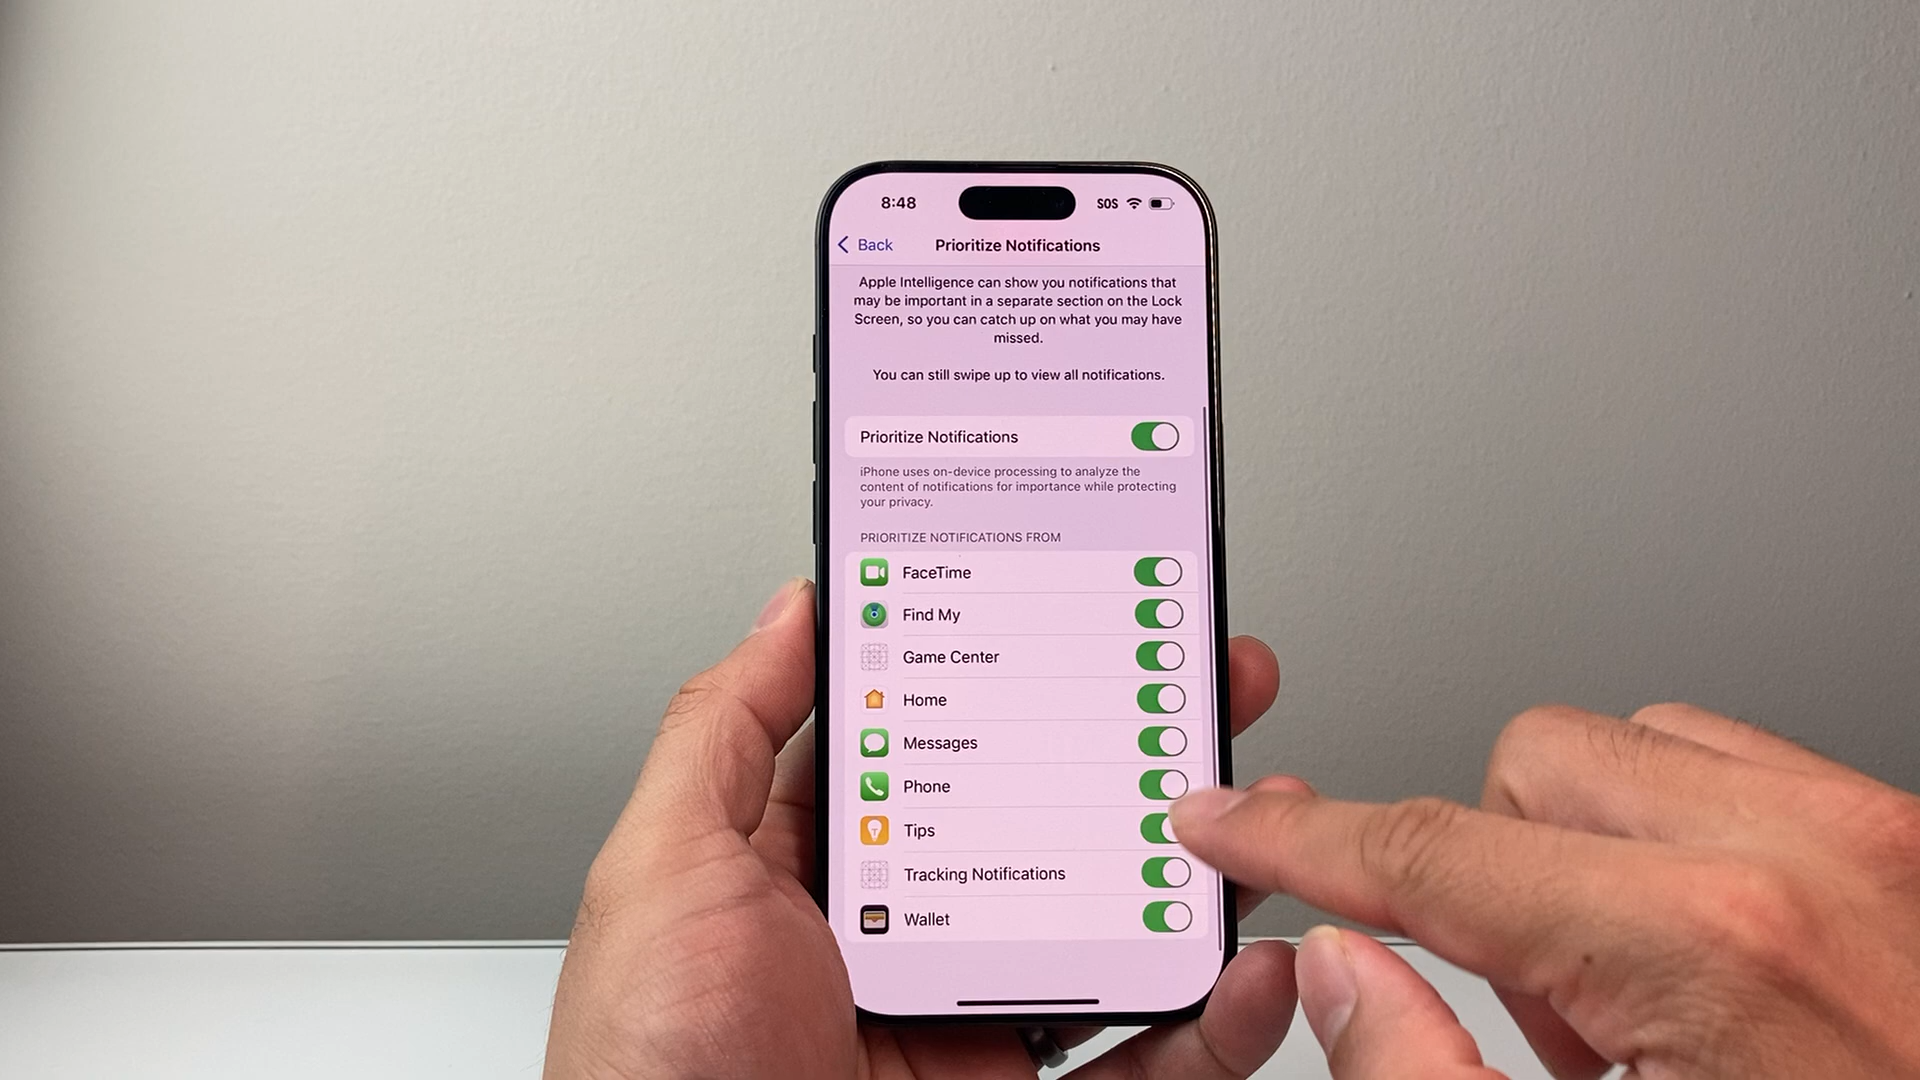 8:48 SOS
Back Prioritize Notifications
Apple Intelligence can show you notifications that
may be important in a separate section on the Lock
Screen, so you can catch up on what you may have
missed.
You can still swipe up to view all notifications.
Prioritize Notifications
iPhone uses on-device processing to analyze the
content of notifications for importance while protecting
your privacy.
PRIORITIZE NOTIFICATIONS FROM
FaceTime
Find My
Game Center
Home
Messages
Phone
Tips
Tracking Notifications
Wallet